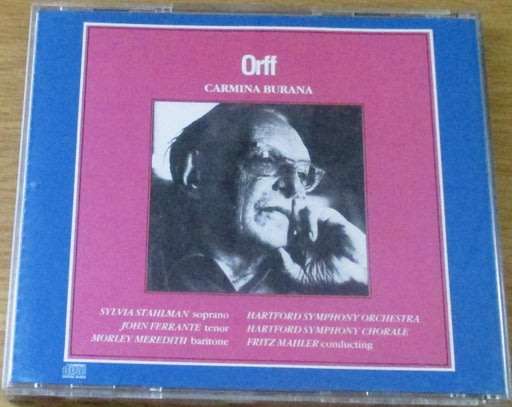 Orff
CARMINA BURANA
SYLVIA STAHLMAN soprano
JOHN FERRANTE tenor
MORLEY MEREDITH baritone
HARTFORD SYMPHONY ORCHESTRA
HARTFORD SYMPHONY CHORALE
FRITZ MAHLER conducting